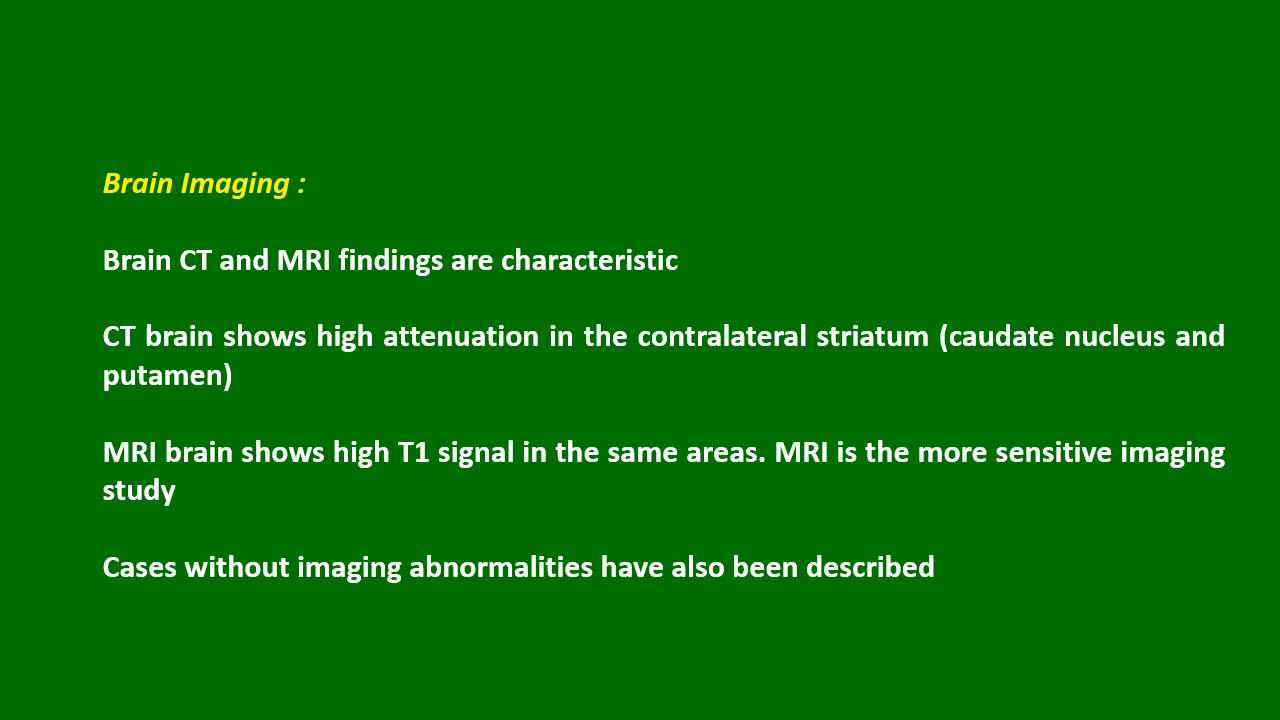 Brain Imaging :
Brain CT and MRI findings are characteristic
CT brain shows high attenuation in the contralateral striatum (caudate nucleus and
putamen)
MRI brain shows high T1 signal in the same areas. MRI is the more sensitive imaging
study
Cases without imaging abnormalities have also been described